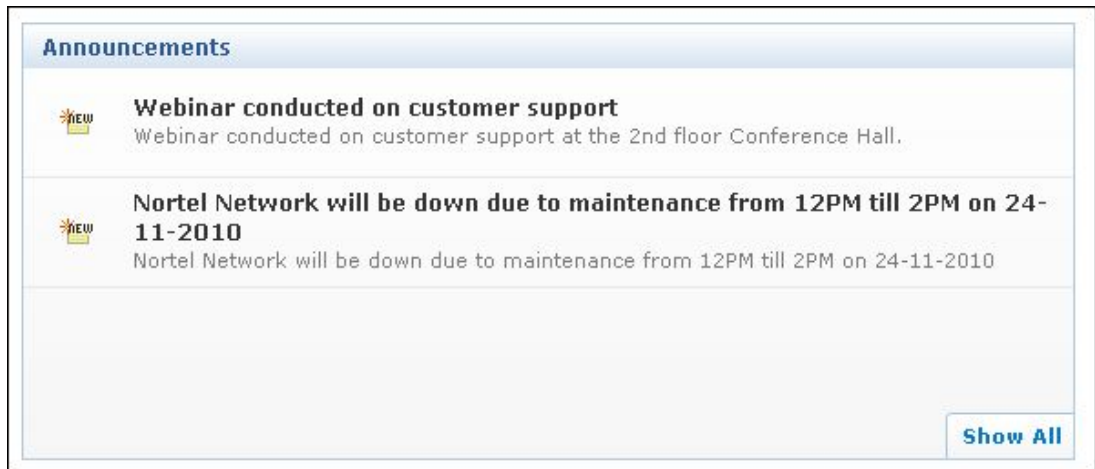 Announcements
NEW
Webinar conducted on customer support
Webinar conducted on customer support at the 2nd floor Conference Hall.
NEW
Nortel Network will be down due to maintenance from 12PM till 2PM on 24-
11-2010
Nortel Network will be down due to maintenance from 12PM till 2PM on 24-11-2010
Show All